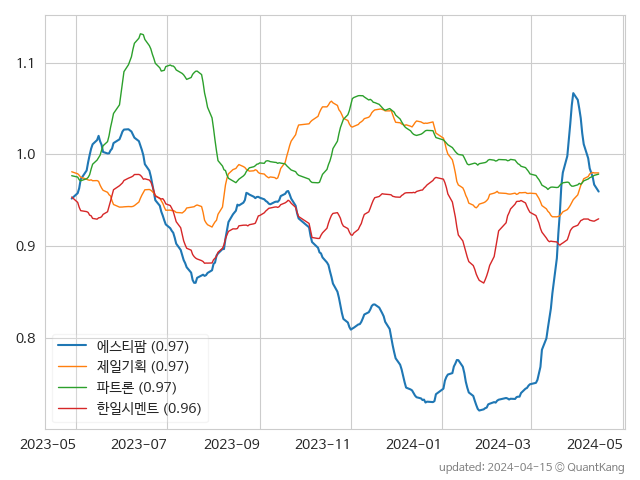 1.1
1.0
0.9
0.8
에스티팜 (0.97)
제일기획 (0.97)
파트론 (0.97)
한일시멘트 (0.96)
2023-05 2023-07 2023-09 2023-11 2024-01 2024-03 2024-05
updated: 2024-04-15 © QuantKang